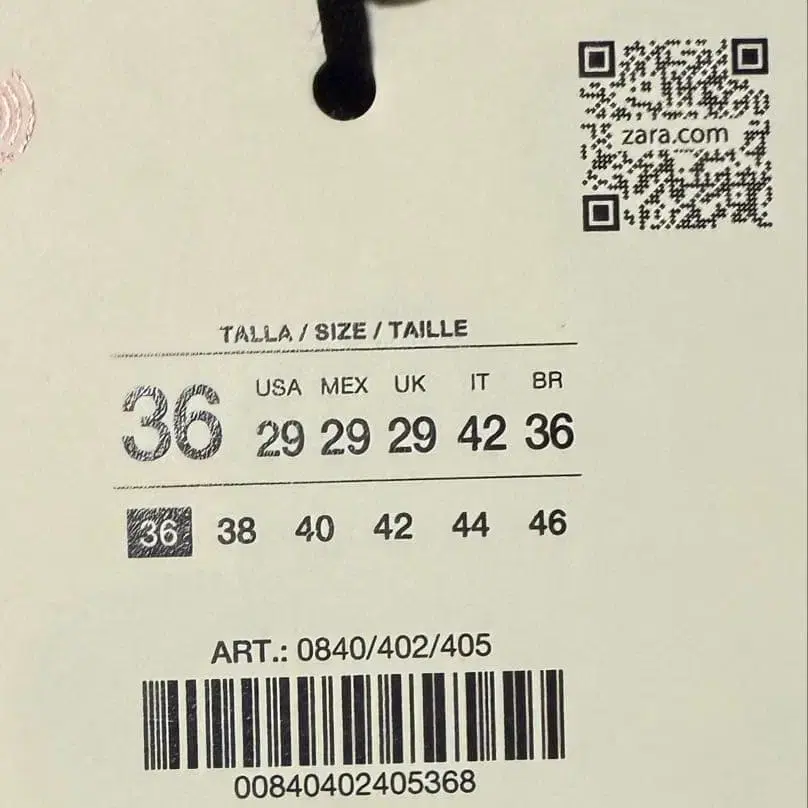 zara.com
TALLA / SIZE / TAILLE
USA MEX UK IT BR
36 29 29 29 42 36
36 38 40 42 44 46
ART.: 0840/402/405
00840402405368